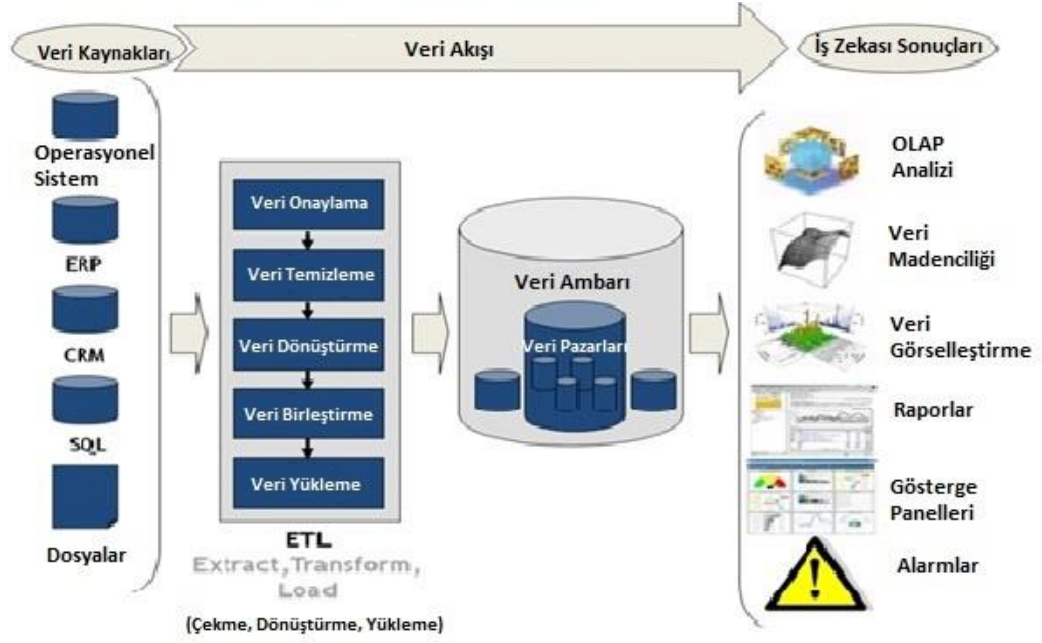 Veri Kaynakları
Veri Akışı
İş Zekası Sonuçları
Operasyonel
Sistem
ERP
CRM
SQL
Dosyalar
Veri Onaylama
Veri Temizleme
Veri Dönüştürme
Veri Birleştirme
Veri Yükleme
ETL
Extract,Transform,
Load
(Çekme, Dönüştürme, Yükleme)
Veri Ambarı
Veri Pazarları
OLAP
Analizi
Veri
Madenciliği
Veri
Görselleştirme
Raporlar
Gösterge
Panelleri
Alarmlar